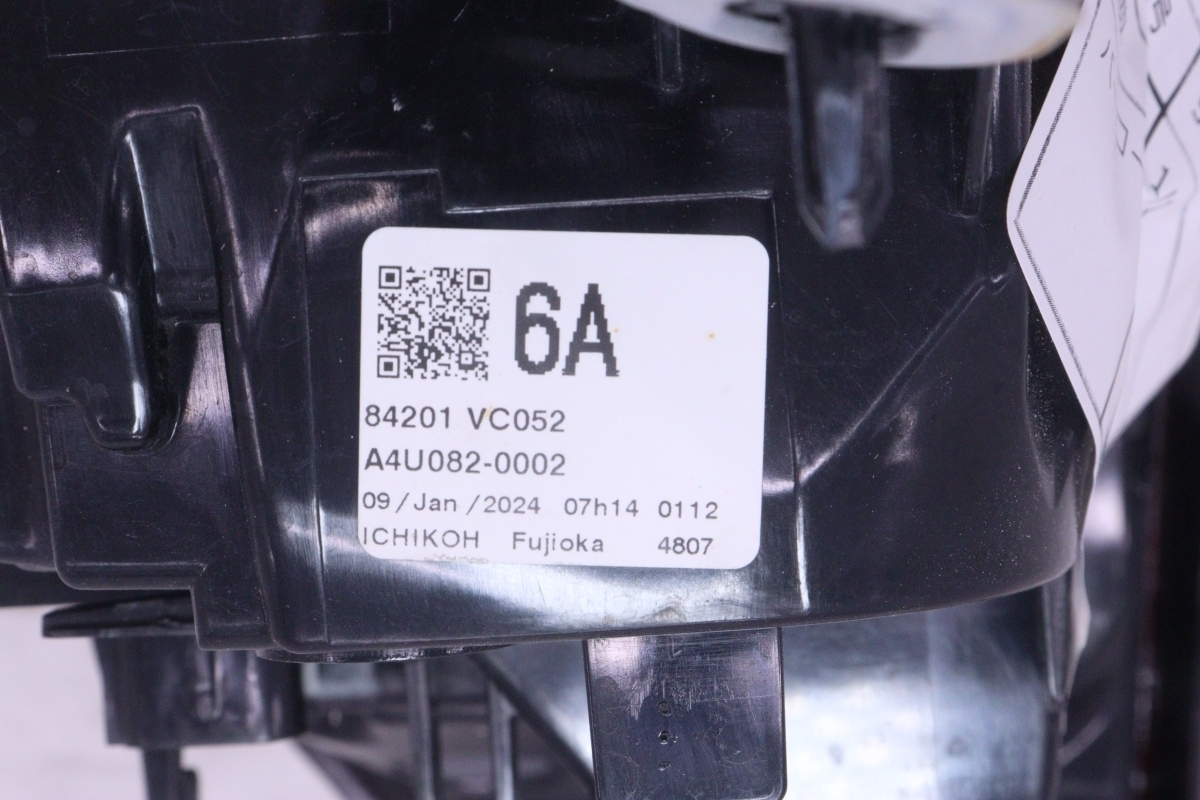 6A
84201 VC052
A4U082-0002
09/Jan/2024 07h14 0112
ICHIKOH Fujioka 4807